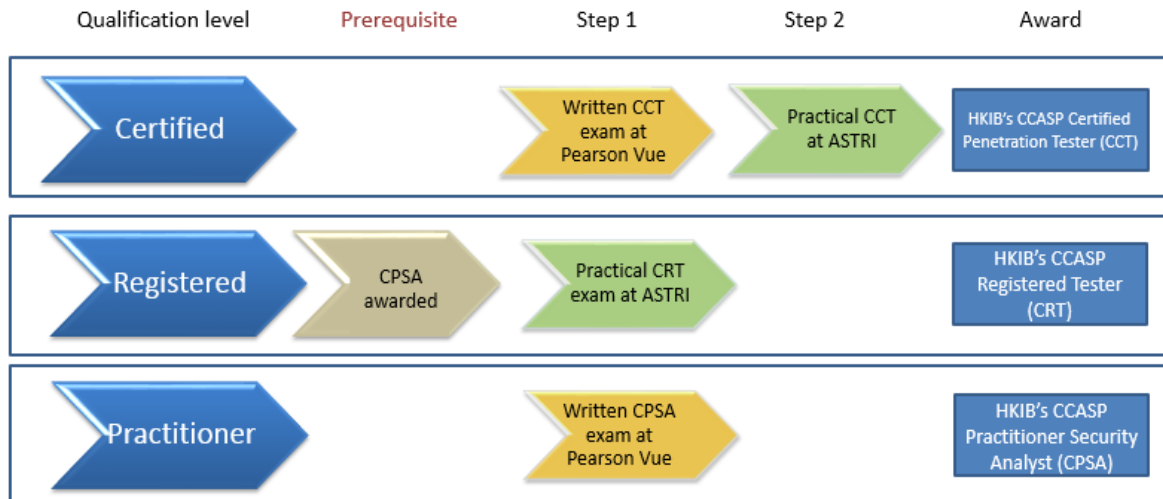 Qualification level
Prerequisite
Step 1
Step 2
Award
Certified
Written CCT
exam at
Pearson Vue
Practical CCT
at ASTRI
HKIB's CCASP Certified
Penetration Tester (CCT)
Registered
CPSA
awarded
Practical CRT
exam at ASTRI
HKIB's CCASP
Registered Tester
(CRT)
Practitioner
Written CPSA
exam at
Pearson Vue
HKIB's CCASP
Practitioner Security
Analyst (CPSA)